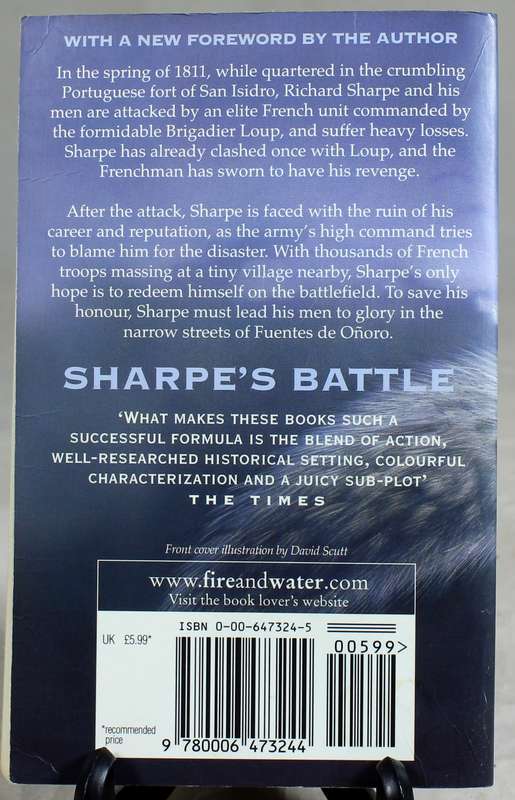 WITH A NEW FOREWORD BY THE AUTHOR
In the spring of 1811, while quartered in the crumbling
Portuguese fort of San Isidro, Richard Sharpe and his
men are attacked by an elite French unit commanded by
the formidable Brigadier Loup, and suffer heavy losses.
Sharpe has already clashed once with Loup, and the
Frenchman has sworn to have his revenge.
After the attack, Sharpe is faced with the ruin of his
career and reputation, as the army's high command tries
to blame him for the disaster. With thousands of French
troops massing at a tiny village nearby, Sharpe's only
hope is to redeem himself on the battlefield. To save his
honour, Sharpe must lead his men to glory in the
narrow streets of Fuentes de Oñoro.
SHARPE'S BATTLE
‘WHAT MAKES THESE BOOKS SUCH A
SUCCESSFUL FORMULA IS THE BLEND OF ACTION,
WELL-RESEARCHED HISTORICAL SETTING, COLOURFUL
CHARACTERIZATION AND A JUICY SUB-PLOT’
THE TIMES
Front cover illustration by David Scutt
www.fireandwater.com
Visit the book lover's website
ISBN 0-00-647324-5
UK £5.99*
00599>
*recommended
price
9 780006 473244